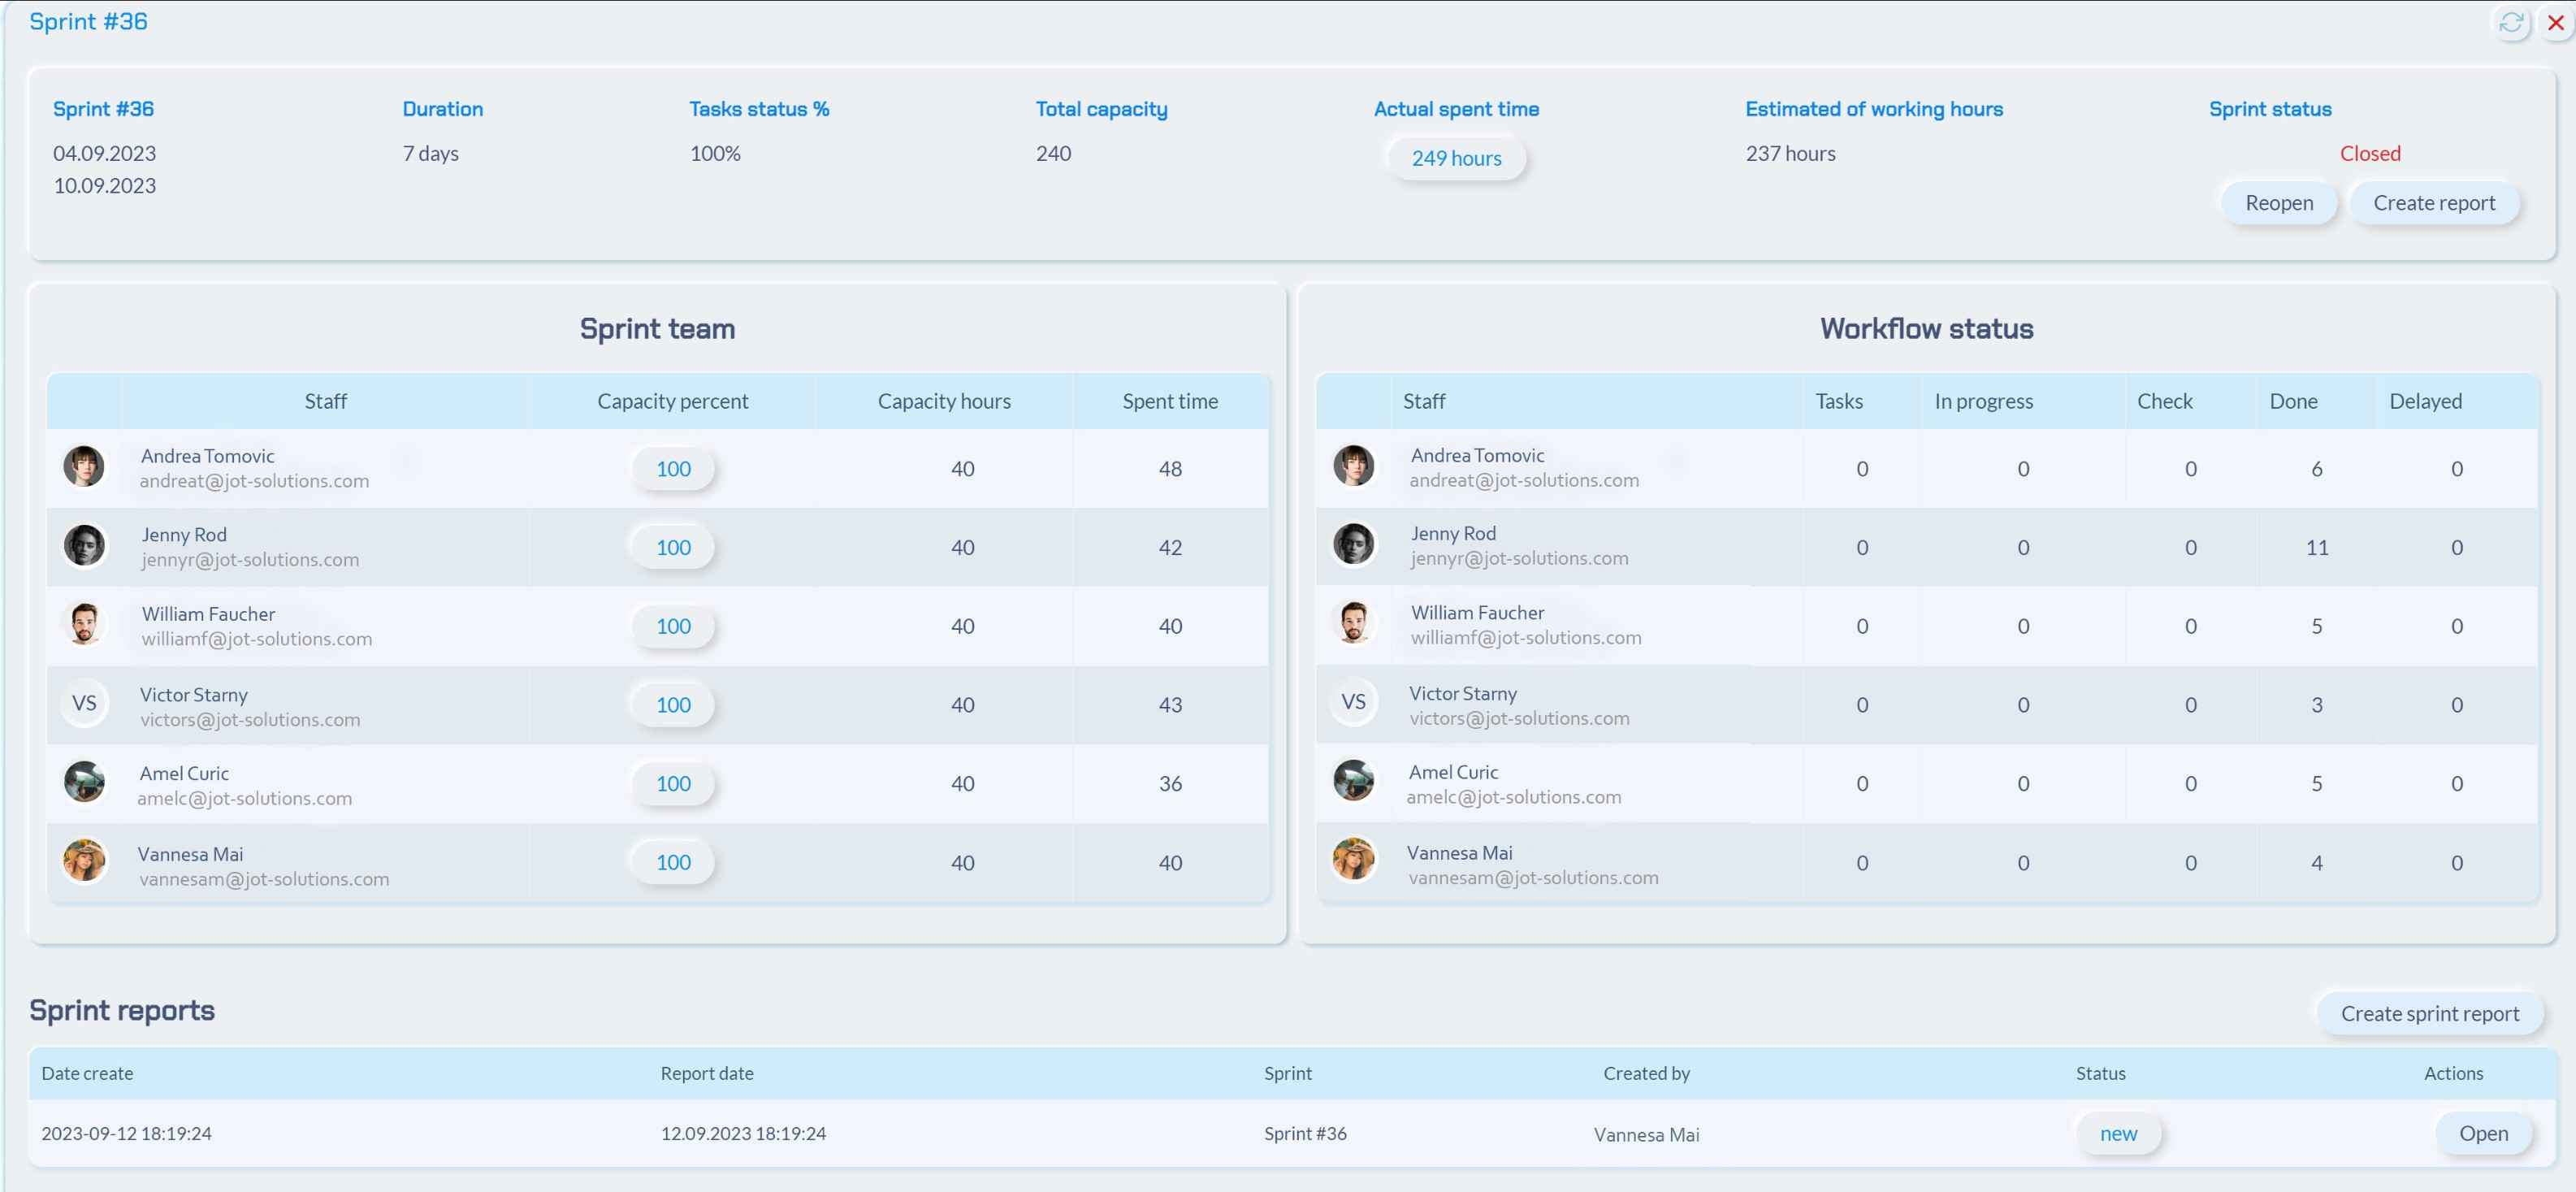 Sprint #36
Sprint #36 Duration Tasks status % Total capacity Actual spent time Estimated of working hours Sprint status
04.09.2023 7 days 100% 240 249 hours 237 hours Closed
10.09.2023
Reopen Create report
Sprint team
Staff Capacity percent Capacity hours Spent time
Andrea Tomovic
andreat@jot-solutions.com
100 40 48
Jenny Rod
jennyr@jot-solutions.com
100 40 42
William Faucher
williamf@jot-solutions.com
100 40 40
VS
Victor Starny
victors@jot-solutions.com
100 40 43
Amel Curic
amelc@jot-solutions.com
100 40 36
Vannesa Mai
vannesam@jot-solutions.com
100 40 40
Workflow status
Staff Tasks In progress Check Done Delayed
Andrea Tomovic
andreat@jot-solutions.com
0 0 0 6 0
Jenny Rod
jennyr@jot-solutions.com
0 0 0 11 0
William Faucher
williamf@jot-solutions.com
0 0 0 5 0
VS
Victor Starny
victors@jot-solutions.com
0 0 0 3 0
Amel Curic
amelc@jot-solutions.com
0 0 0 5 0
Vannesa Mai
vannesam@jot-solutions.com
0 0 0 4 0
Sprint reports
Create sprint report
Date create Report date Sprint Created by Status Actions
2023-09-12 18:19:24 12.09.2023 18:19:24 Sprint #36 Vannesa Mai new Open